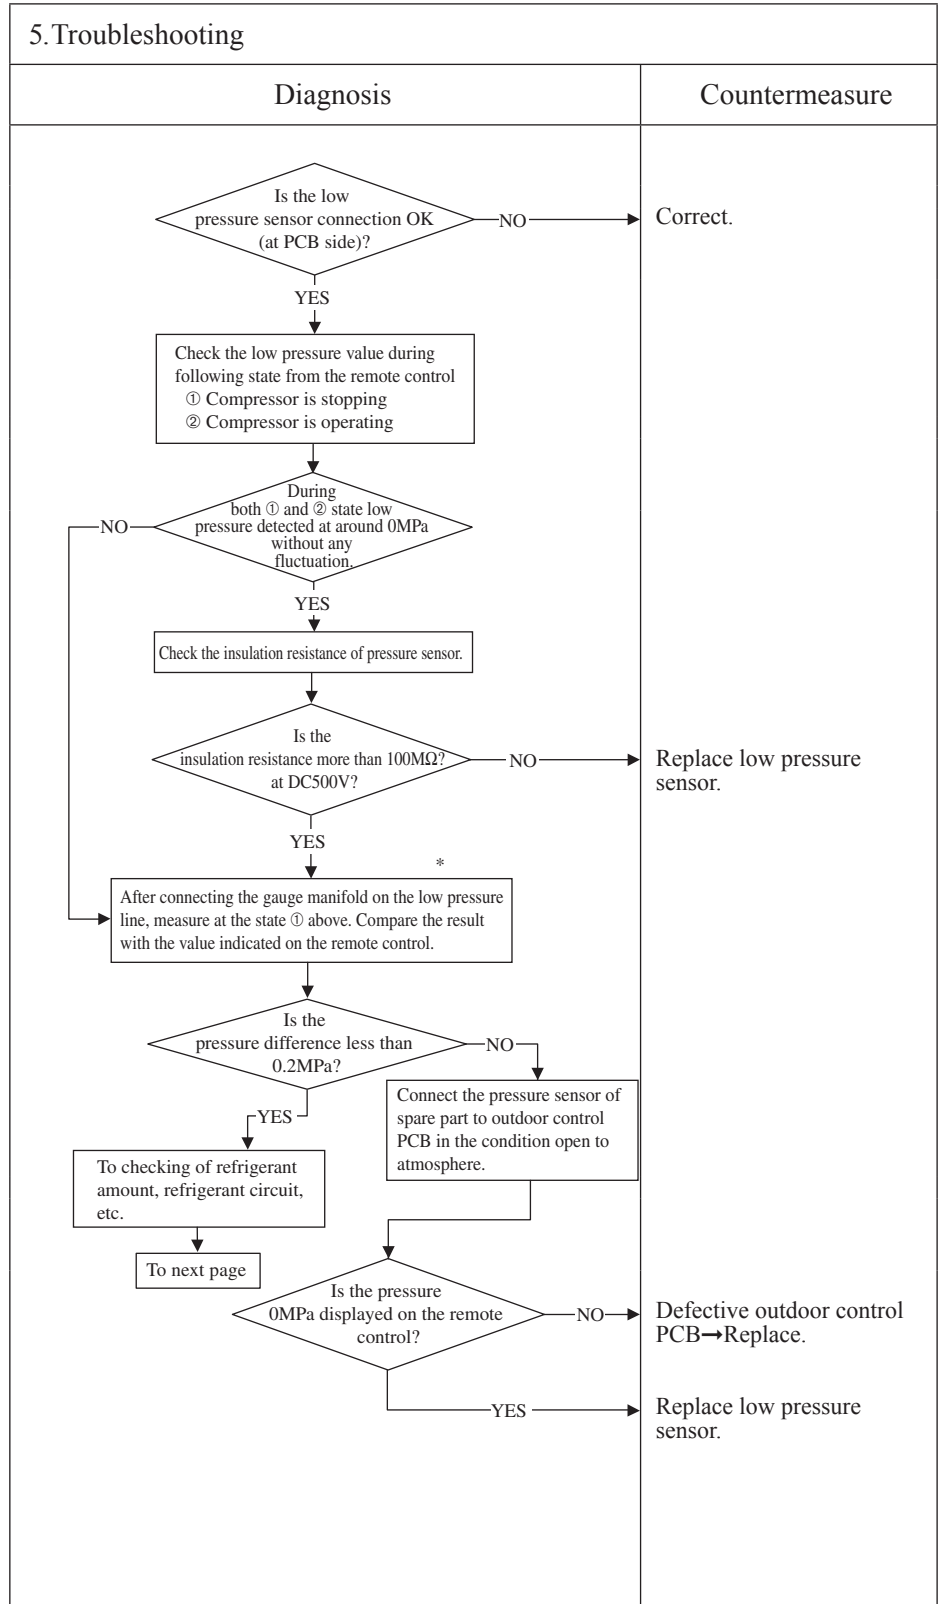 5.Troubleshooting
Diagnosis
Countermeasure
Is the low
pressure sensor connection OK
(at PCB side)?
NO
Correct.
YES
Check the low pressure value during
following state from the remote control
① Compressor is stopping
② Compressor is operating
During
both ① and ② state low
pressure detected at around 0MPa
without any
fluctuation.
NO
YES
Check the insulation resistance of pressure sensor.
Is the
insulation resistance more than 100MΩ?
at DC500V?
NO
Replace low pressure
sensor.
YES
*
After connecting the gauge manifold on the low pressure
line, measure at the state ① above. Compare the result
with the value indicated on the remote control.
Is the
pressure difference less than
0.2MPa?
NO
YES
Connect the pressure sensor of
spare part to outdoor control
PCB in the condition open to
atmosphere.
To checking of refrigerant
amount, refrigerant circuit,
etc.
To next page
Is the pressure
0MPa displayed on the remote
control?
NO
Defective outdoor control
PCB→Replace.
YES
Replace low pressure
sensor.